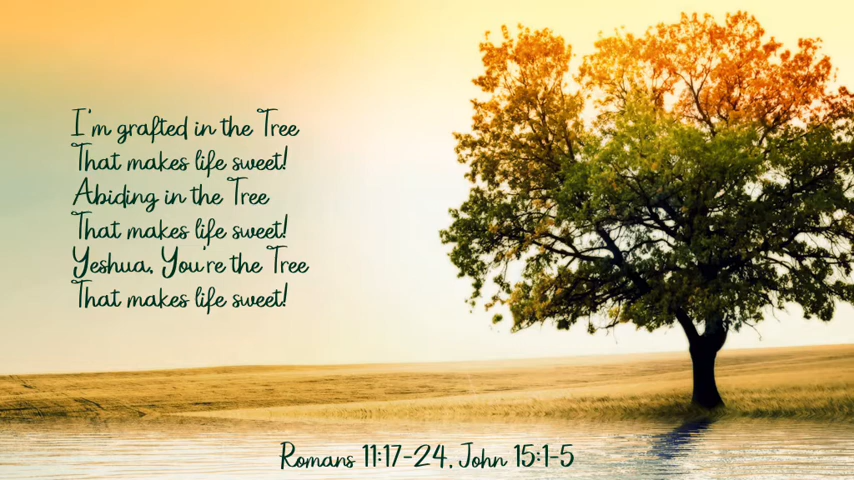 I'm grafted in the Tree
That makes life sweet!
Abiding in the Tree
That makes life sweet!
Yeshua, You're the Tree
That makes life sweet!
Romans 11:17-24, John 15:1-5